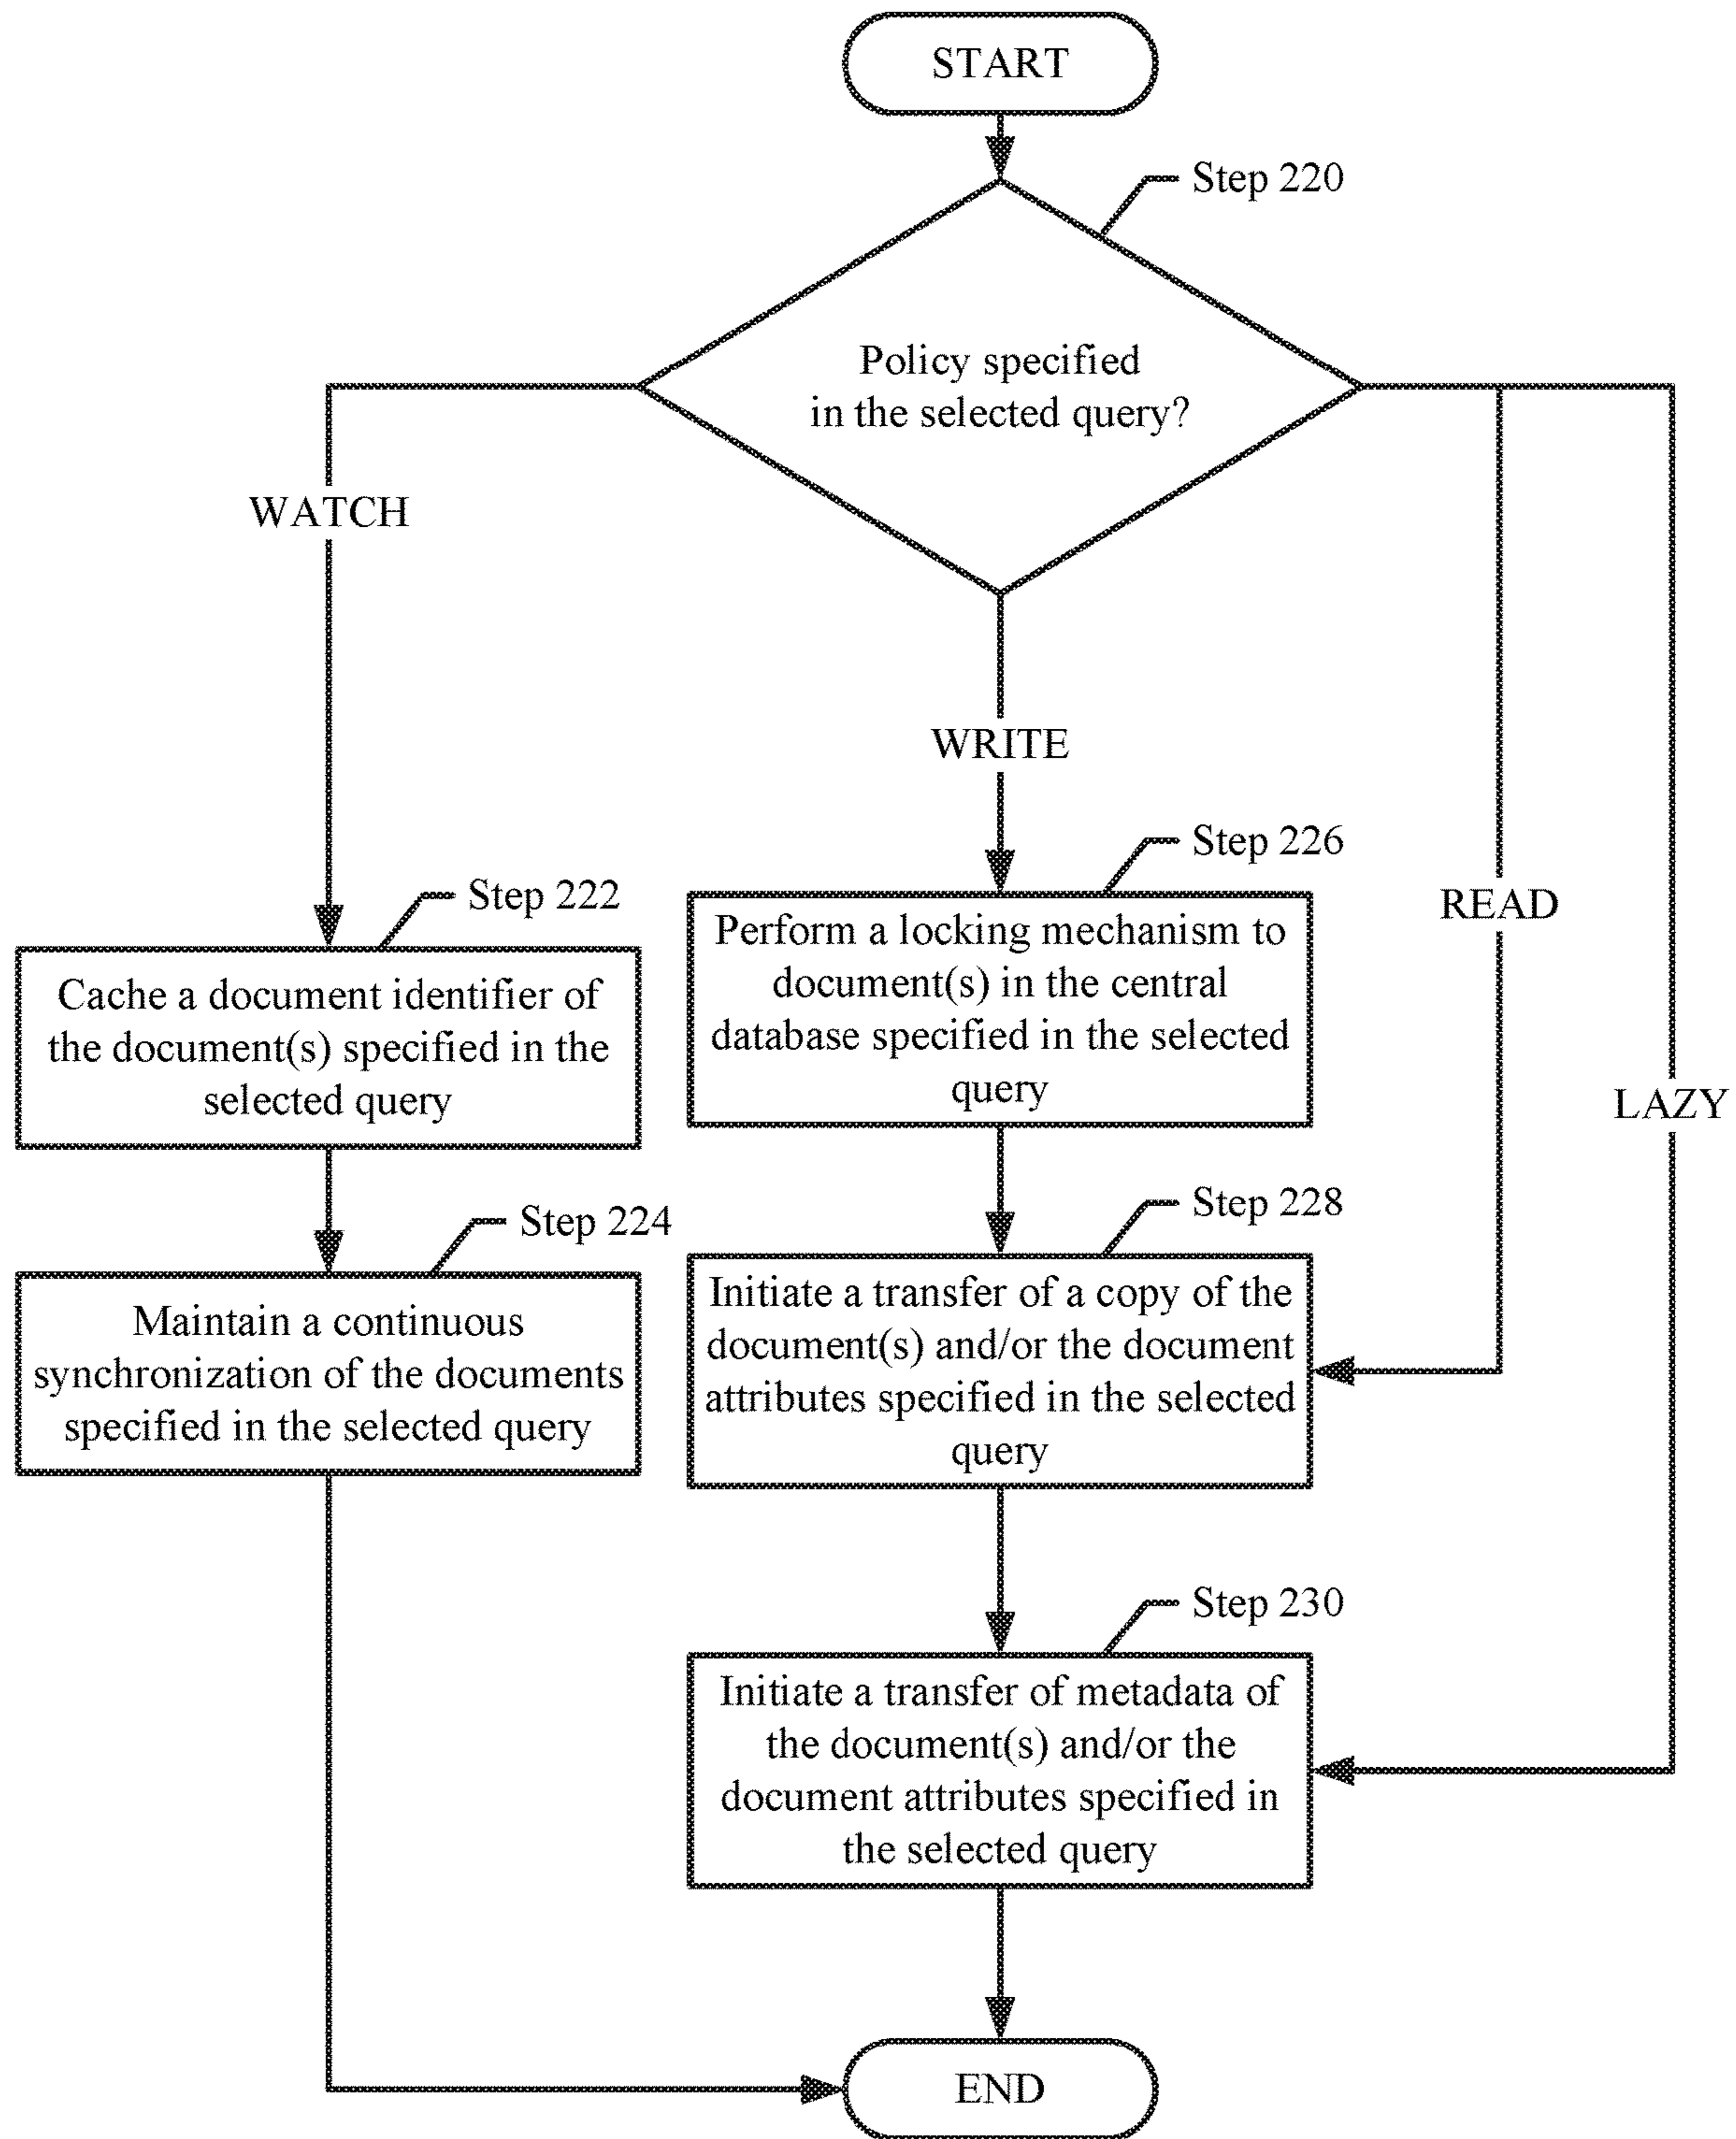 START
Step 220
Policy specified
in the selected query?
WATCH
WRITE
READ
LAZY
Step 222
Cache a document identifier of
the document(s) specified in the
selected query
Step 224
Maintain a continuous
synchronization of the documents
specified in the selected query
Step 226
Perform a locking mechanism to
document(s) in the central
database specified in the selected
query
Step 228
Initiate a transfer of a copy of the
document(s) and/or the document
attributes specified in the selected
query
Step 230
Initiate a transfer of metadata of
the document(s) and/or the
document attributes specified in
the selected query
END